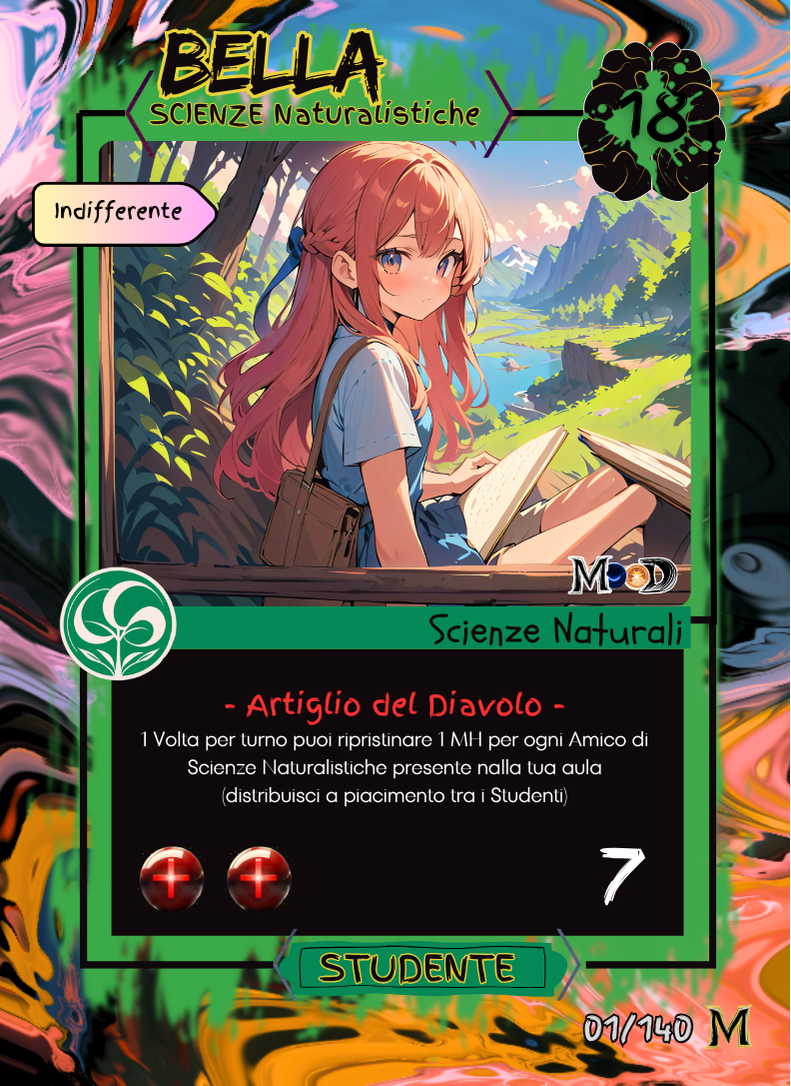 BELLA
SCIENZE Naturalistiche
18
Indifferente
MOOD
Scienze Naturali
- Artiglio del Diavolo -
1 Volta per turno puoi ripristinare 1 MH per ogni Amico di
Scienze Naturalistiche presente nalla tua aula
(distribuisci a piacimento tra i Studenti)
7
STUDENTE
01/140 M